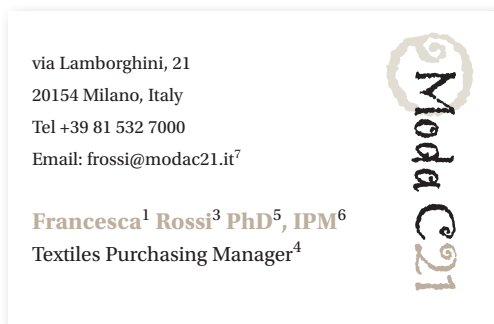 via Lamborghini, 21
20154 Milano, Italy
Tel +39 81 532 7000
Email: frossi@modac21.it⁷
Francesca¹ Rossi³ PhD⁵, IPM⁶
Textiles Purchasing Manager⁴
Moda C21